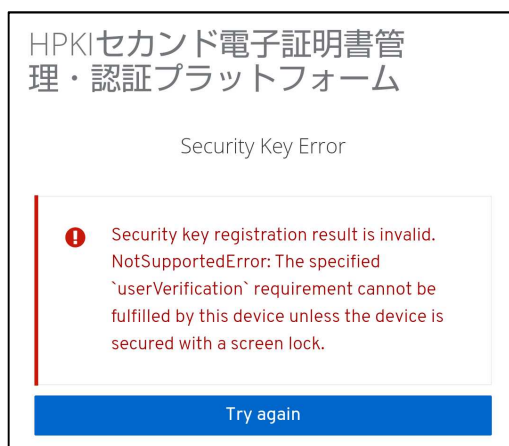 HPKIセカンド電子証明書管
理・認証プラットフォーム
Security Key Error
Security key registration result is invalid.
NotSupportedError: The specified
`userVerification` requirement cannot be
fulfilled by this device unless the device is
secured with a screen lock.
Try again